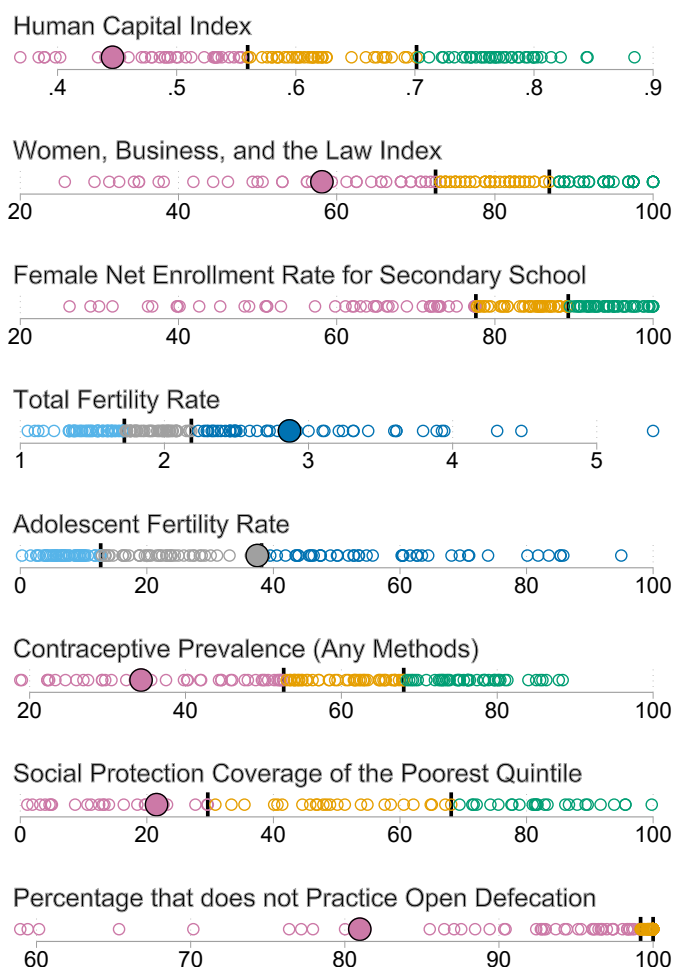 Human Capital Index
.4 .5 .6 .7 .8 .9
Women, Business, and the Law Index
20 40 60 80 100
Female Net Enrollment Rate for Secondary School
20 40 60 80 100
Total Fertility Rate
1 2 3 4 5
Adolescent Fertility Rate
0 20 40 60 80 100
Contraceptive Prevalence (Any Methods)
20 40 60 80 100
Social Protection Coverage of the Poorest Quintile
0 20 40 60 80 100
Percentage that does not Practice Open Defecation
60 70 80 90 100